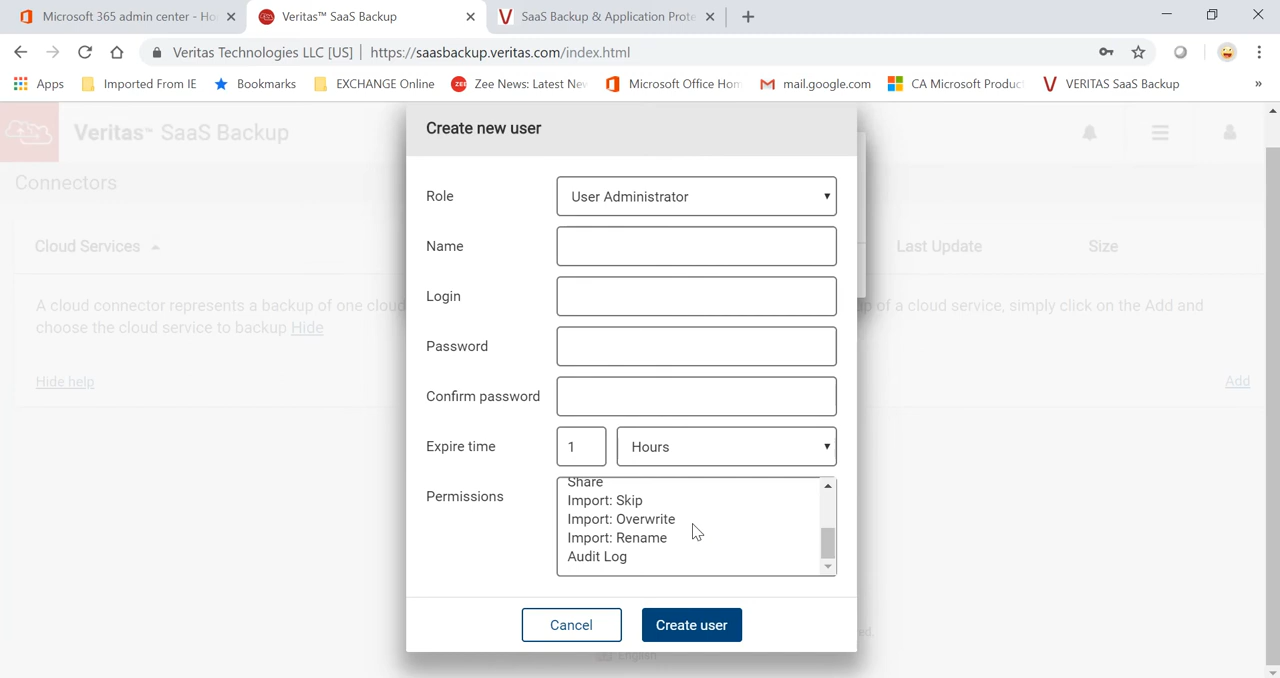 Microsoft 365 admin center - Ho
Veritas™ SaaS Backup
SaaS Backup & Application Prote
Veritas Technologies LLC [US] | https://saasbackup.veritas.com/index.html
Apps
Imported From IE
Bookmarks
EXCHANGE Online
Zee News: Latest Nev
Microsoft Office Hom
mail.google.com
CA Microsoft Produc
VERITAS SaaS Backup
»
Veritas™ SaaS Backup
Connectors
Cloud Services
Last Update
Size
A cloud connector represents a backup of one cloud
of a cloud service, simply click on the Add and
choose the cloud service to backup Hide
Hide help
Add
Create new user
Role
User Administrator
Name
Login
Password
Confirm password
Expire time
1
Hours
Permissions
Share
Import: Skip
Import: Overwrite
Import: Rename
Audit Log
Cancel
Create user
English